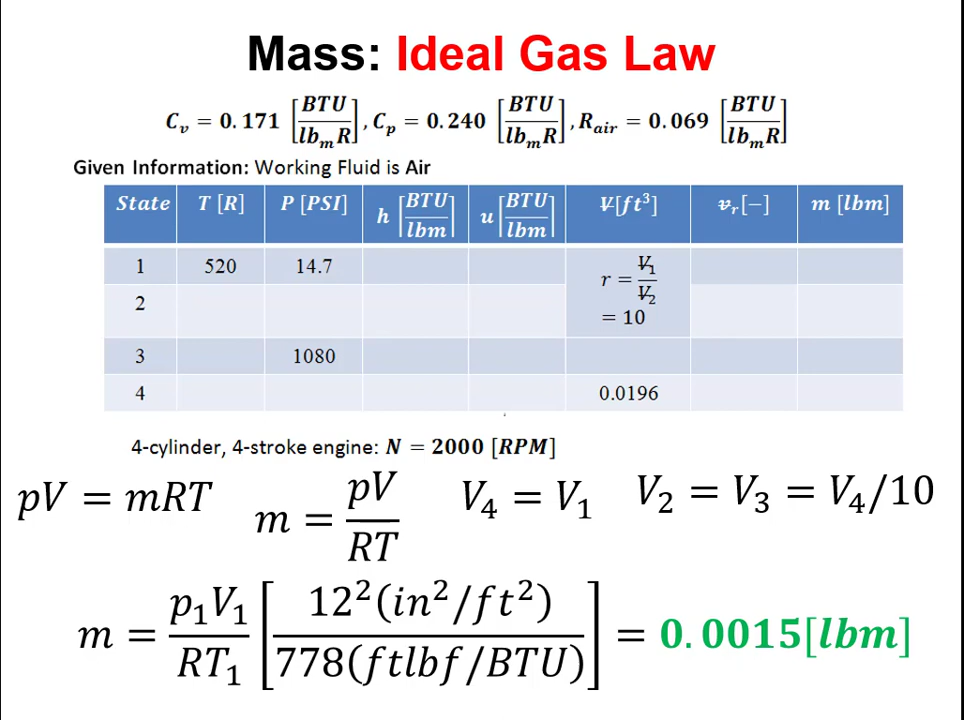 Mass: Ideal Gas Law
C_v = 0.171 [BTU/lb_m R], C_p = 0.240 [BTU/lb_m R], R_air = 0.069 [BTU/lb_m R]
Given Information: Working Fluid is Air
State T [R] P [PSI] h [BTU/lbm] u [BTU/lbm] V[ft³] v_r[−] m [lbm]
1 520 14.7 r = V₁/V₂ = 10
2
3 1080
4 0.0196
4-cylinder, 4-stroke engine: N = 2000 [RPM]
pV = mRT m = pV/RT V₄ = V₁ V₂ = V₃ = V₄/10
m = p₁V₁/RT₁ [12²(in²/ft²)/778(ftlbf/BTU)] = 0.0015[lbm]